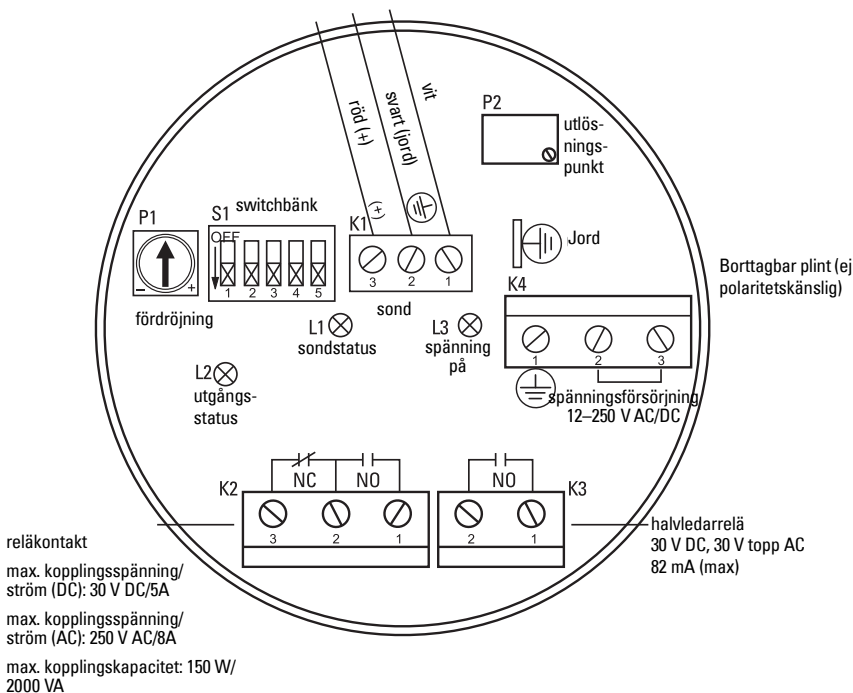 röd (+)
svart (jord)
vit
P2
utlös-
nings-
punkt
P1
S1
switchbänk
OFF
1 2 3 4 5
− +
fördröjning
K1
(+)
3 2 1
sond
Jord
K4
1 2 3
Borttagbar plint (ej
polaritetskänslig)
L1
sondstatus
L3
spänning
på
L2
utgångs-
status
spänningsförsörjning
12–250 V AC/DC
K2
NC NO
3 2 1
NO
K3
2 1
reläkontakt
max. kopplingsspänning/
ström (DC): 30 V DC/5A
max. kopplingsspänning/
ström (AC): 250 V AC/8A
max. kopplingskapacitet: 150 W/
2000 VA
halvledarrelä
30 V DC, 30 V topp AC
82 mA (max)